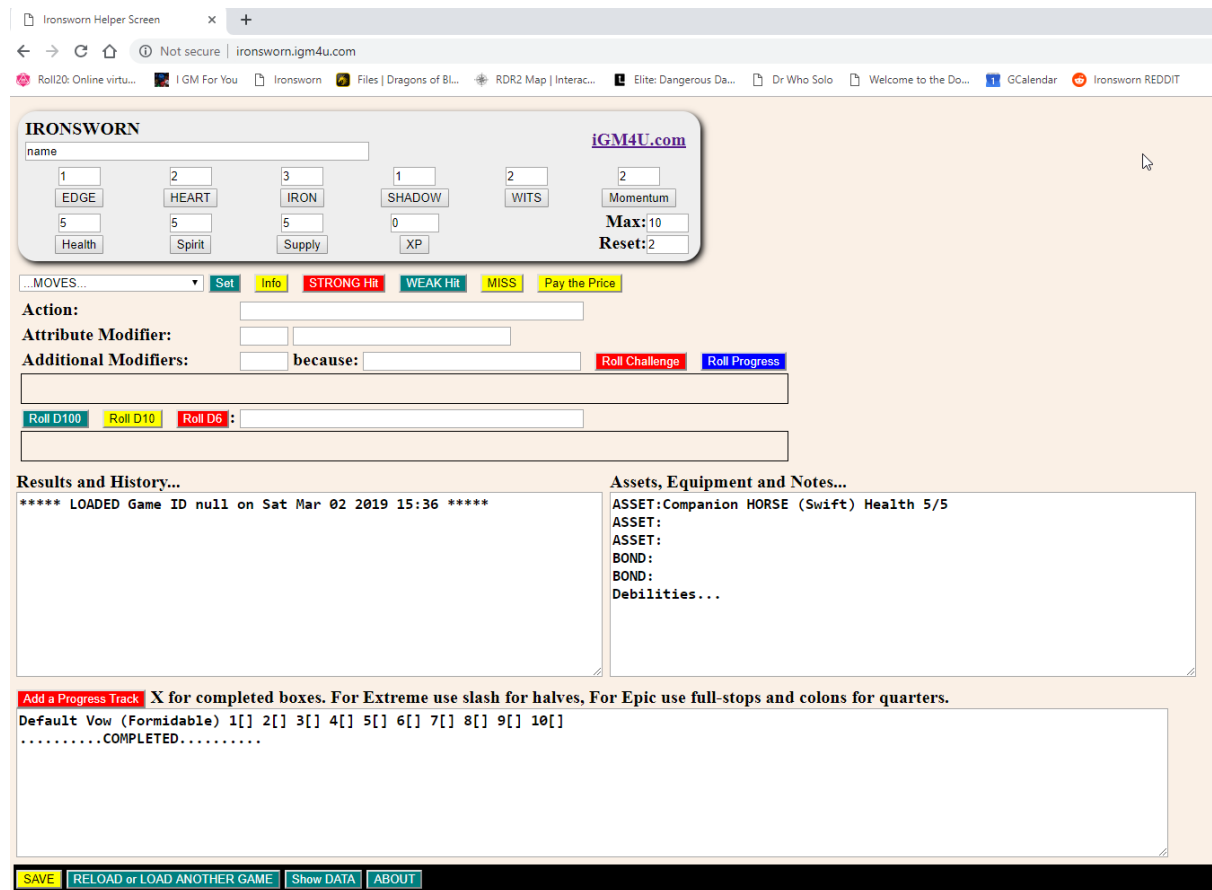 Ironsworn Helper Screen
Not secure | ironsworn.igm4u.com
Roll20: Online virtu... I GM For You Ironsworn Files | Dragons of Bl... RDR2 Map | Interac... Elite: Dangerous Da... Dr Who Solo Welcome to the Do... GCalendar Ironsworn REDDIT
IRONSWORN
iGM4U.com
name
1 2 3 1 2 2
EDGE HEART IRON SHADOW WITS Momentum
5 5 5 0 Max: 10
Health Spirit Supply XP Reset: 2
...MOVES... Set Info STRONG Hit WEAK Hit MISS Pay the Price
Action:
Attribute Modifier:
Additional Modifiers: because: Roll Challenge Roll Progress
Roll D100 Roll D10 Roll D6 :
Results and History... Assets, Equipment and Notes...
***** LOADED Game ID null on Sat Mar 02 2019 15:36 *****
ASSET:Companion HORSE (Swift) Health 5/5
ASSET:
ASSET:
BOND:
BOND:
Debilities...
Add a Progress Track X for completed boxes. For Extreme use slash for halves, For Epic use full-stops and colons for quarters.
Default Vow (Formidable) 1[] 2[] 3[] 4[] 5[] 6[] 7[] 8[] 9[] 10[]
..........COMPLETED..........
SAVE RELOAD or LOAD ANOTHER GAME Show DATA ABOUT